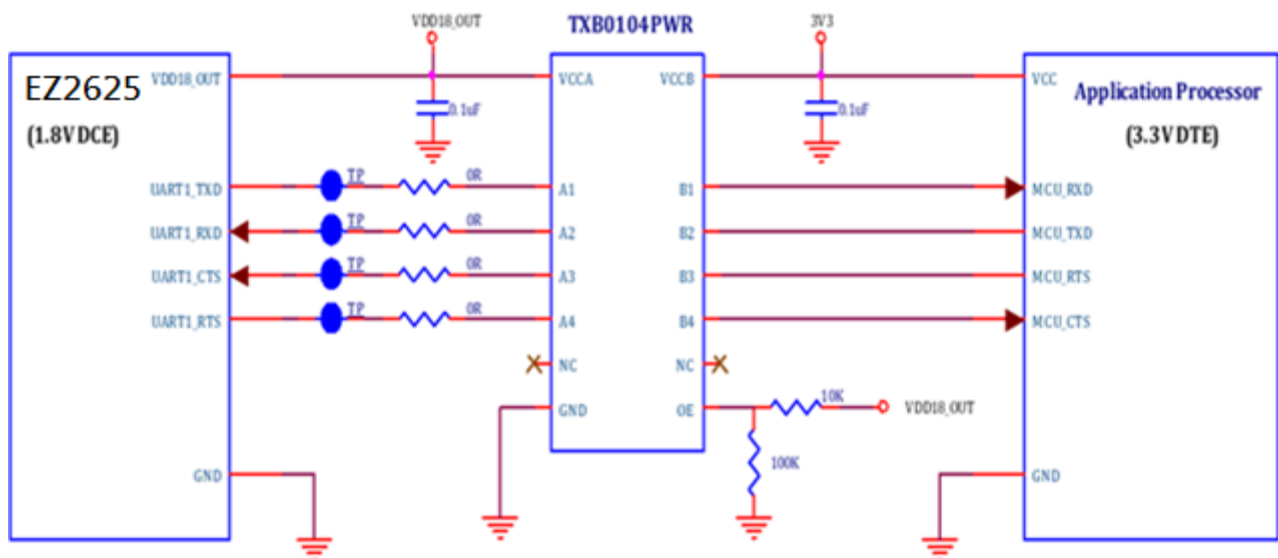 VDD18_OUT
TXB0104PWR
3V3
EZ2625
VDD18_OUT
VCCA
VCCB
VCC
Application Processor
(1.8V DCE)
0.1uF
0.1uF
(3.3V DTE)
TP
0R
UART1_TXD
A1
B1
MCU_RXD
TP
0R
UART1_RXD
A2
B2
MCU_TXD
TP
0R
UART1_CTS
A3
B3
MCU_RTS
TP
0R
UART1_RTS
A4
B4
MCU_CTS
NC
NC
10K
GND
OE
VDD18_OUT
100K
GND
GND